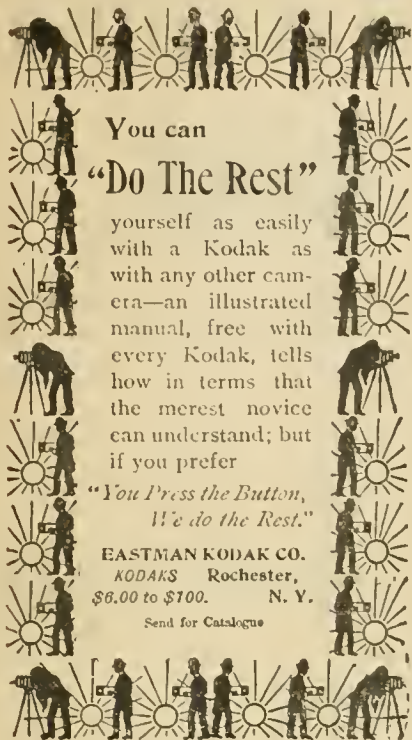 You can
"Do The Rest"
yourself as easily
with a Kodak as
with any other cam-
era—an illustrated
manual, free with
every Kodak, tells
how in terms that
the merest novice
can understand; but
if you prefer
"You Press the Button,
We do the Rest."
EASTMAN KODAK CO.
KODAKS Rochester,
$6.00 to $100. N. Y.
Send for Catalogue